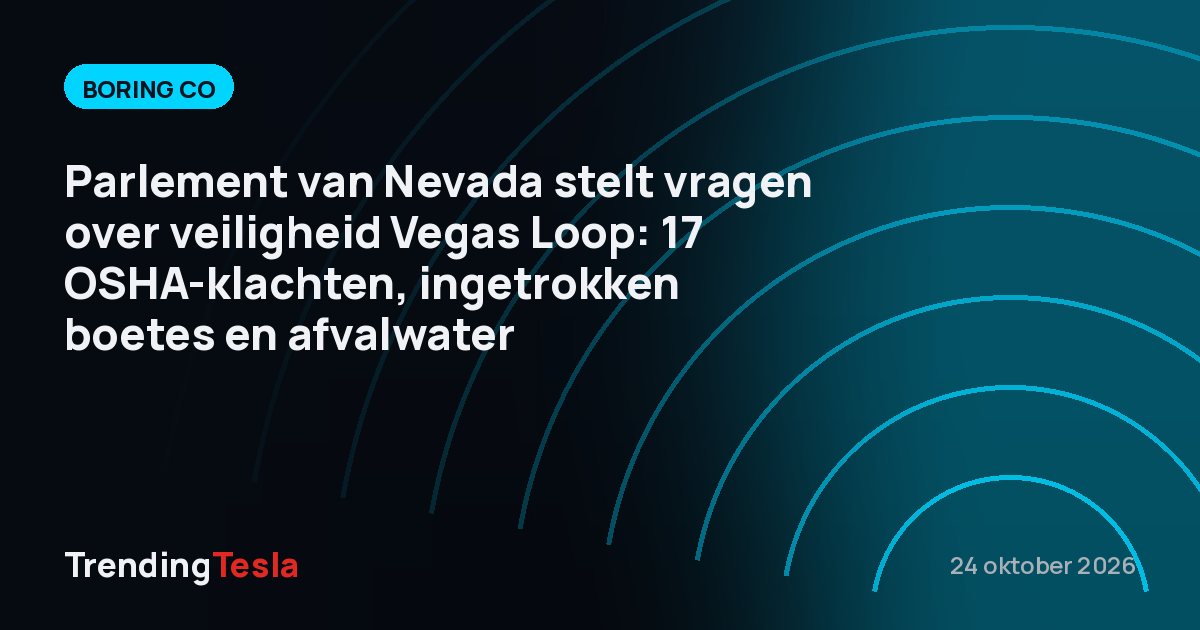 BORING CO
Parlement van Nevada stelt vragen
over veiligheid Vegas Loop: 17
OSHA-klachten, ingetrokken
boetes en afvalwater
TrendingTesla
24 oktober 2026